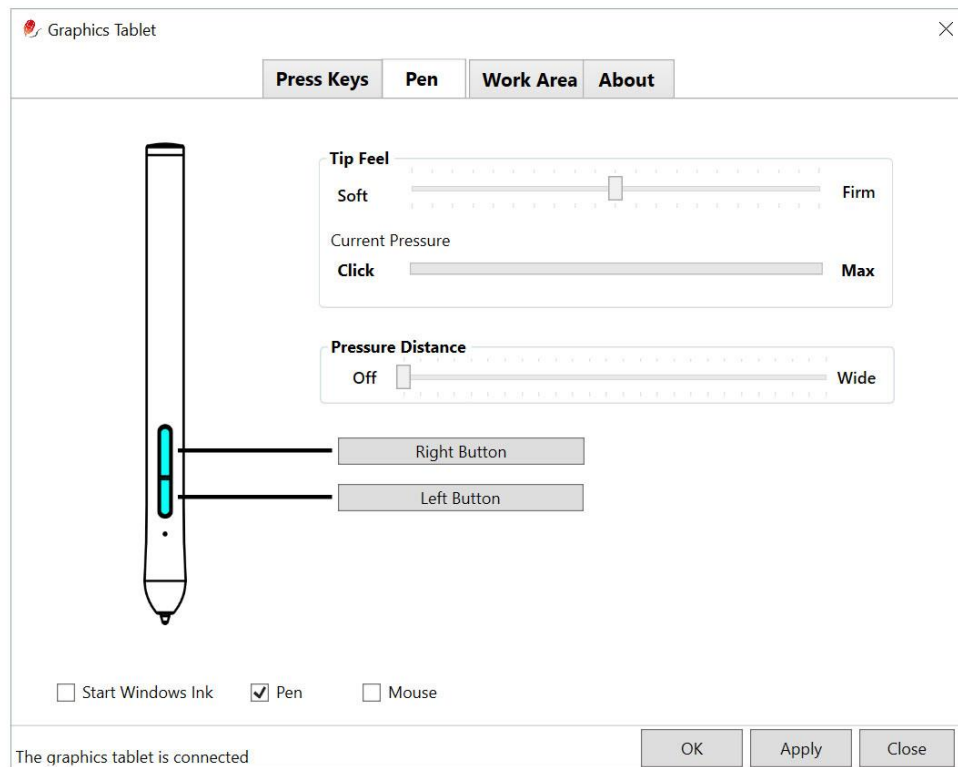 Graphics Tablet
Press Keys Pen Work Area About
Tip Feel
Soft Firm
Current Pressure
Click Max
Pressure Distance
Off Wide
Right Button
Left Button
Start Windows Ink Pen Mouse
The graphics tablet is connected OK Apply Close